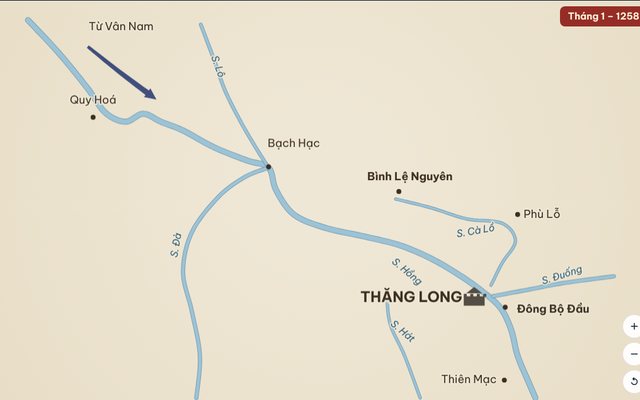 Từ Vân Nam
Tháng 1 – 1258
S. Lô
Quy Hoá
Bạch Hạc
Bình Lệ Nguyên
Phù Lỗ
S. Cà Lồ
S. Đà
S. Hồng
S. Đuống
THĂNG LONG
Đông Bộ Đầu
S. Hát
Thiên Mạc
+
−
↺